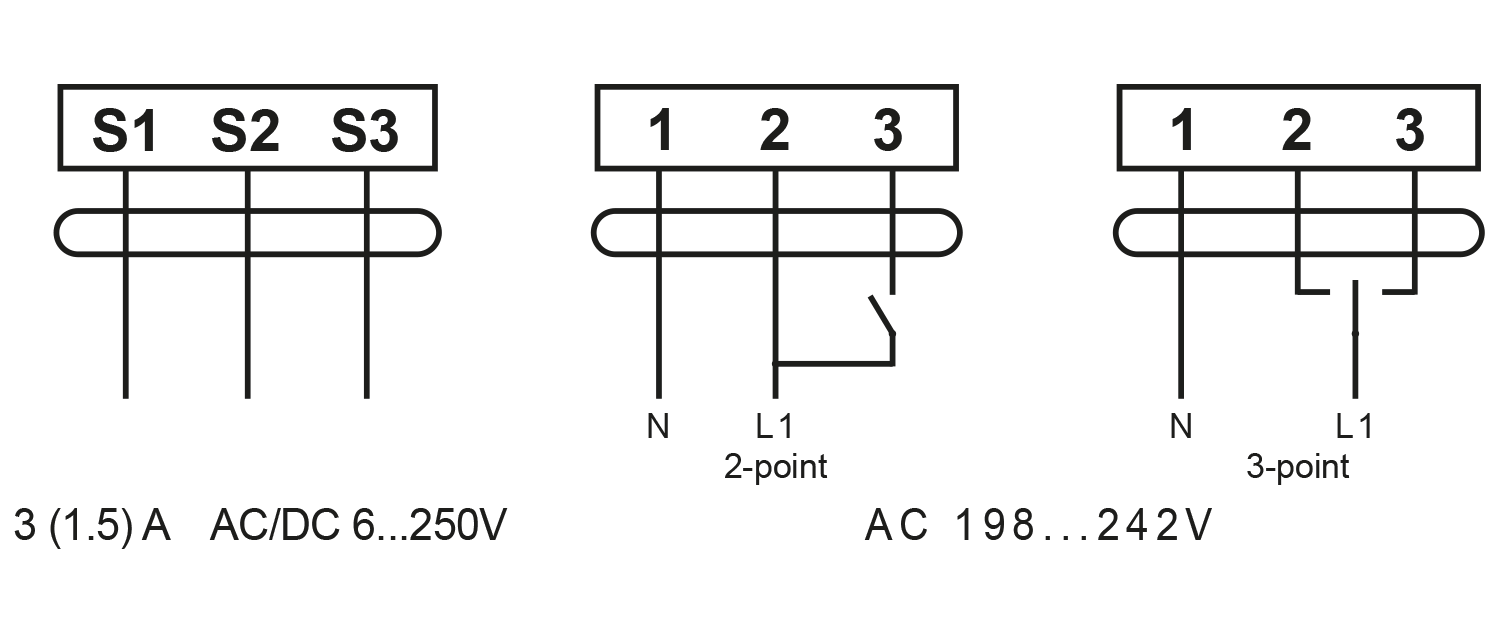 S1 S2 S3
1 2 3
1 2 3
N L1
2-point
N L1
3-point
3 (1.5) A AC/DC 6...250V
AC 198...242V